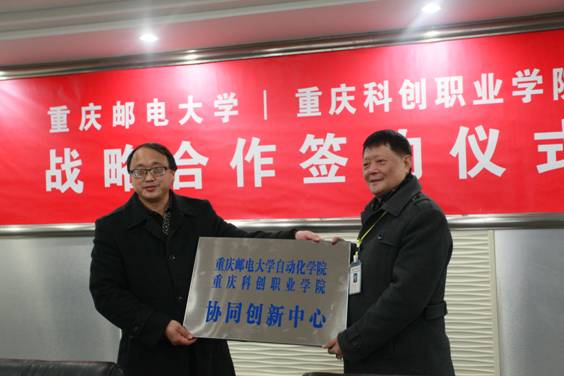 重庆邮电大学 | 重庆科创职业学院
战略合作签约仪式
重庆邮电大学自动化学院
重庆科创职业学院
协同创新中心